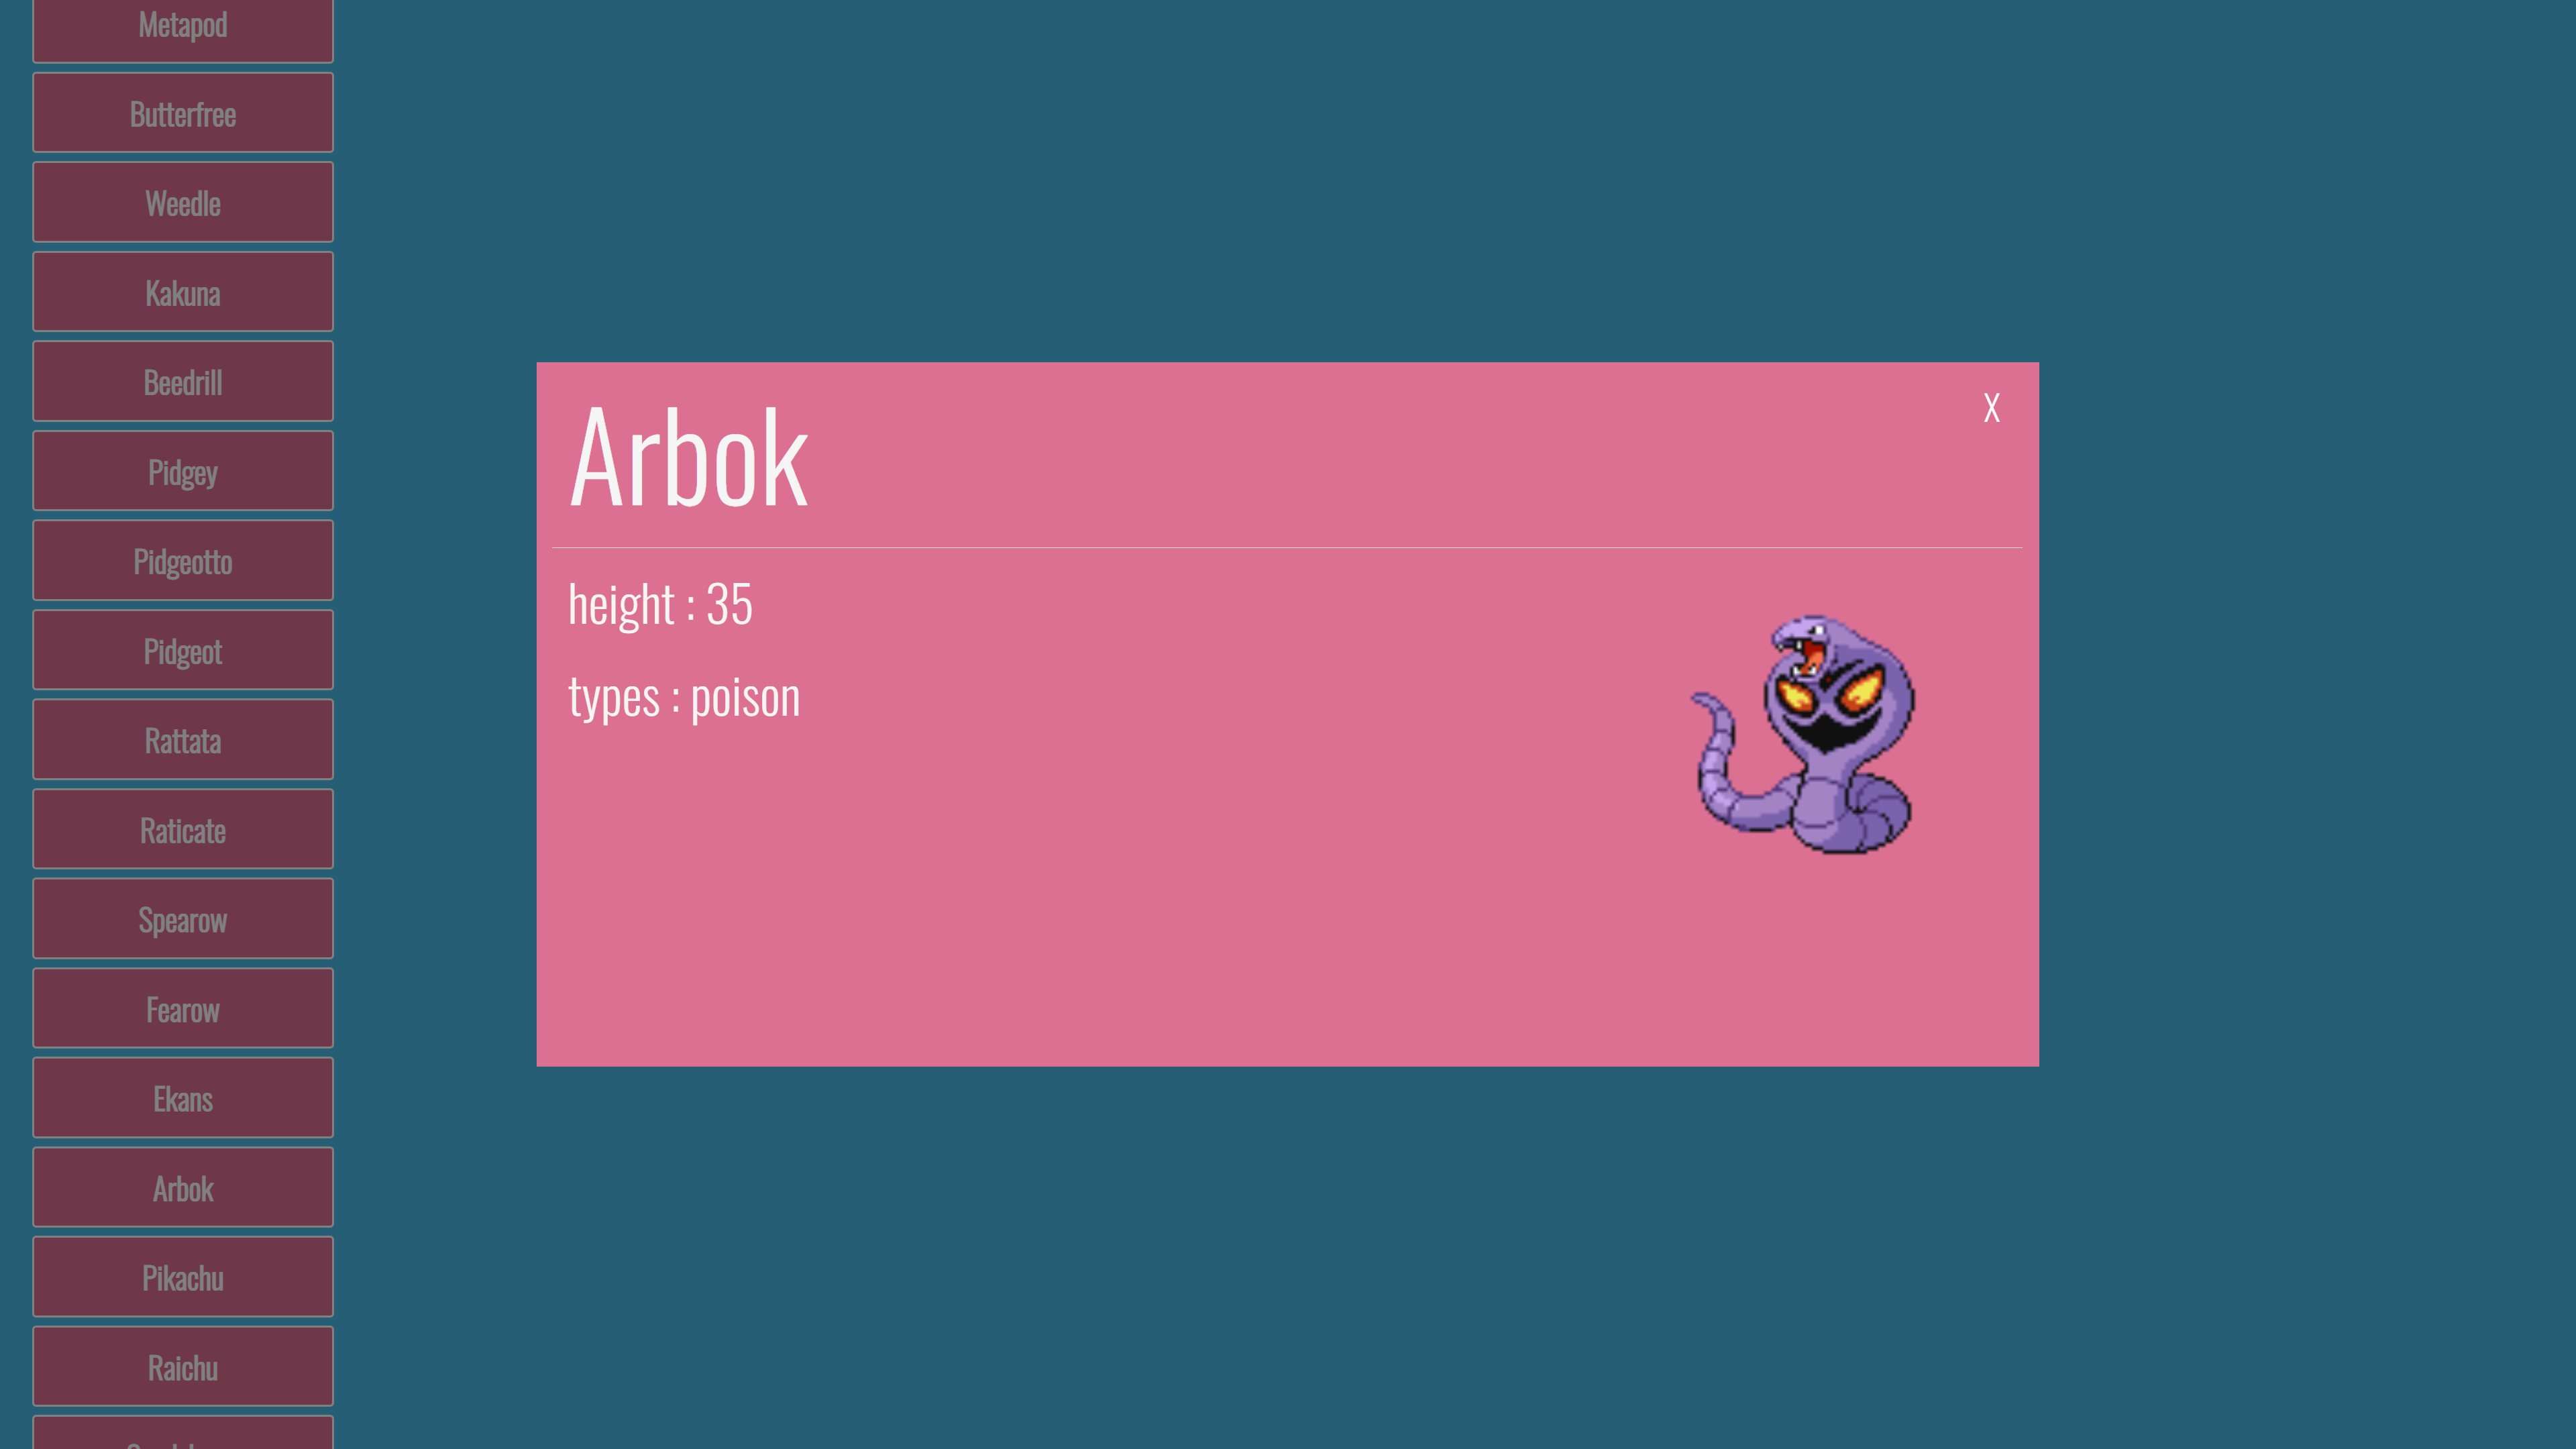 Metapod
Butterfree
Weedle
Kakuna
Beedrill
Pidgey
Pidgeotto
Pidgeot
Rattata
Raticate
Spearow
Fearow
Ekans
Arbok
Pikachu
Raichu
Arbok
X
height : 35
types : poison